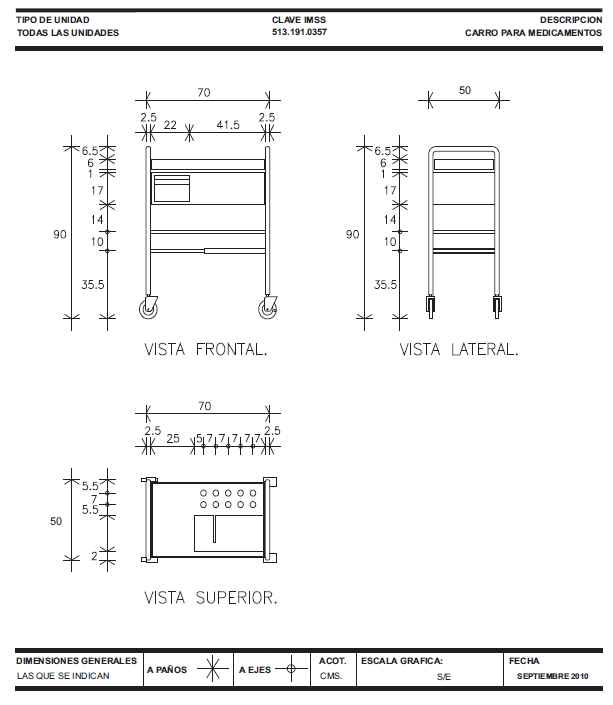 TIPO DE UNIDAD CLAVE IMSS DESCRIPCION
TODAS LAS UNIDADES 513.191.0357 CARRO PARA MEDICAMENTOS
70 50
2.5 22 41.5 2.5
6.5 6.5
6 6
1 1
17 17
14 14
90 10 90 10
35.5 35.5
VISTA FRONTAL. VISTA LATERAL.
70
2.5 25 5 7 7 7 7 7 2.5
5.5
7
5.5
50
2
VISTA SUPERIOR.
DIMENSIONES GENERALES A PAÑOS A EJES ACOT. ESCALA GRAFICA: FECHA
LAS QUE SE INDICAN CMS. S/E SEPTIEMBRE 2010